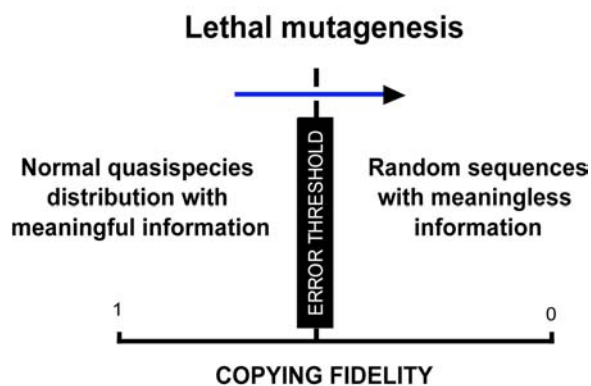 Lethal mutagenesis
Normal quasispecies
distribution with
meaningful information
ERROR THRESHOLD
Random sequences
with meaningless
information
1
0
COPYING FIDELITY